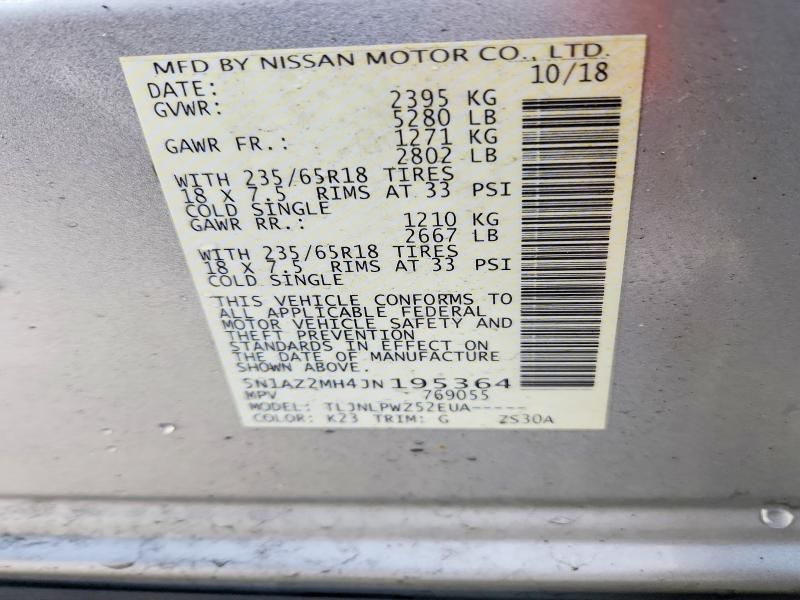 MFD BY NISSAN MOTOR CO., LTD.
DATE: 10/18
GVWR: 2395 KG
5280 LB
GAWR FR.: 1271 KG
2802 LB
WITH 235/65R18 TIRES
18 X 7.5 RIMS AT 33 PSI
COLD SINGLE
GAWR RR.: 1210 KG
2667 LB
WITH 235/65R18 TIRES
18 X 7.5 RIMS AT 33 PSI
COLD SINGLE
THIS VEHICLE CONFORMS TO
ALL APPLICABLE FEDERAL
MOTOR VEHICLE SAFETY AND
THEFT PREVENTION
STANDARDS IN EFFECT ON
THE DATE OF MANUFACTURE
SHOWN ABOVE.
5N1AZ2MH4JN195364
MPV 769055
MODEL: TLJNLPWZ52EUA-----
COLOR: K23 TRIM: G ZS30A